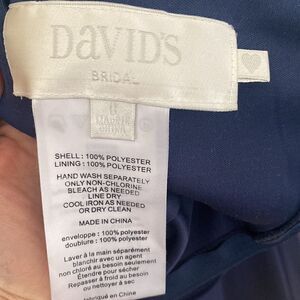 DAVID'S
BRIDAL
MADE IN
CHINA
SHELL : 100% POLYESTER
LINING : 100% POLYESTER
HAND WASH SEPARATELY
ONLY NON-CHLORINE
BLEACH AS NEEDED
LINE DRY
COOL IRON AS NEEDED
OR DRY CLEAN
MADE IN CHINA
enveloppe : 100% polyester
doublure : 100% polyester
Laver à la main séparément
blanchir avec un agent
non chloré au besoin seulement
Étendre pour sécher
Repasser à froid au besoin
ou nettoyer à sec
fabriqué en Chine